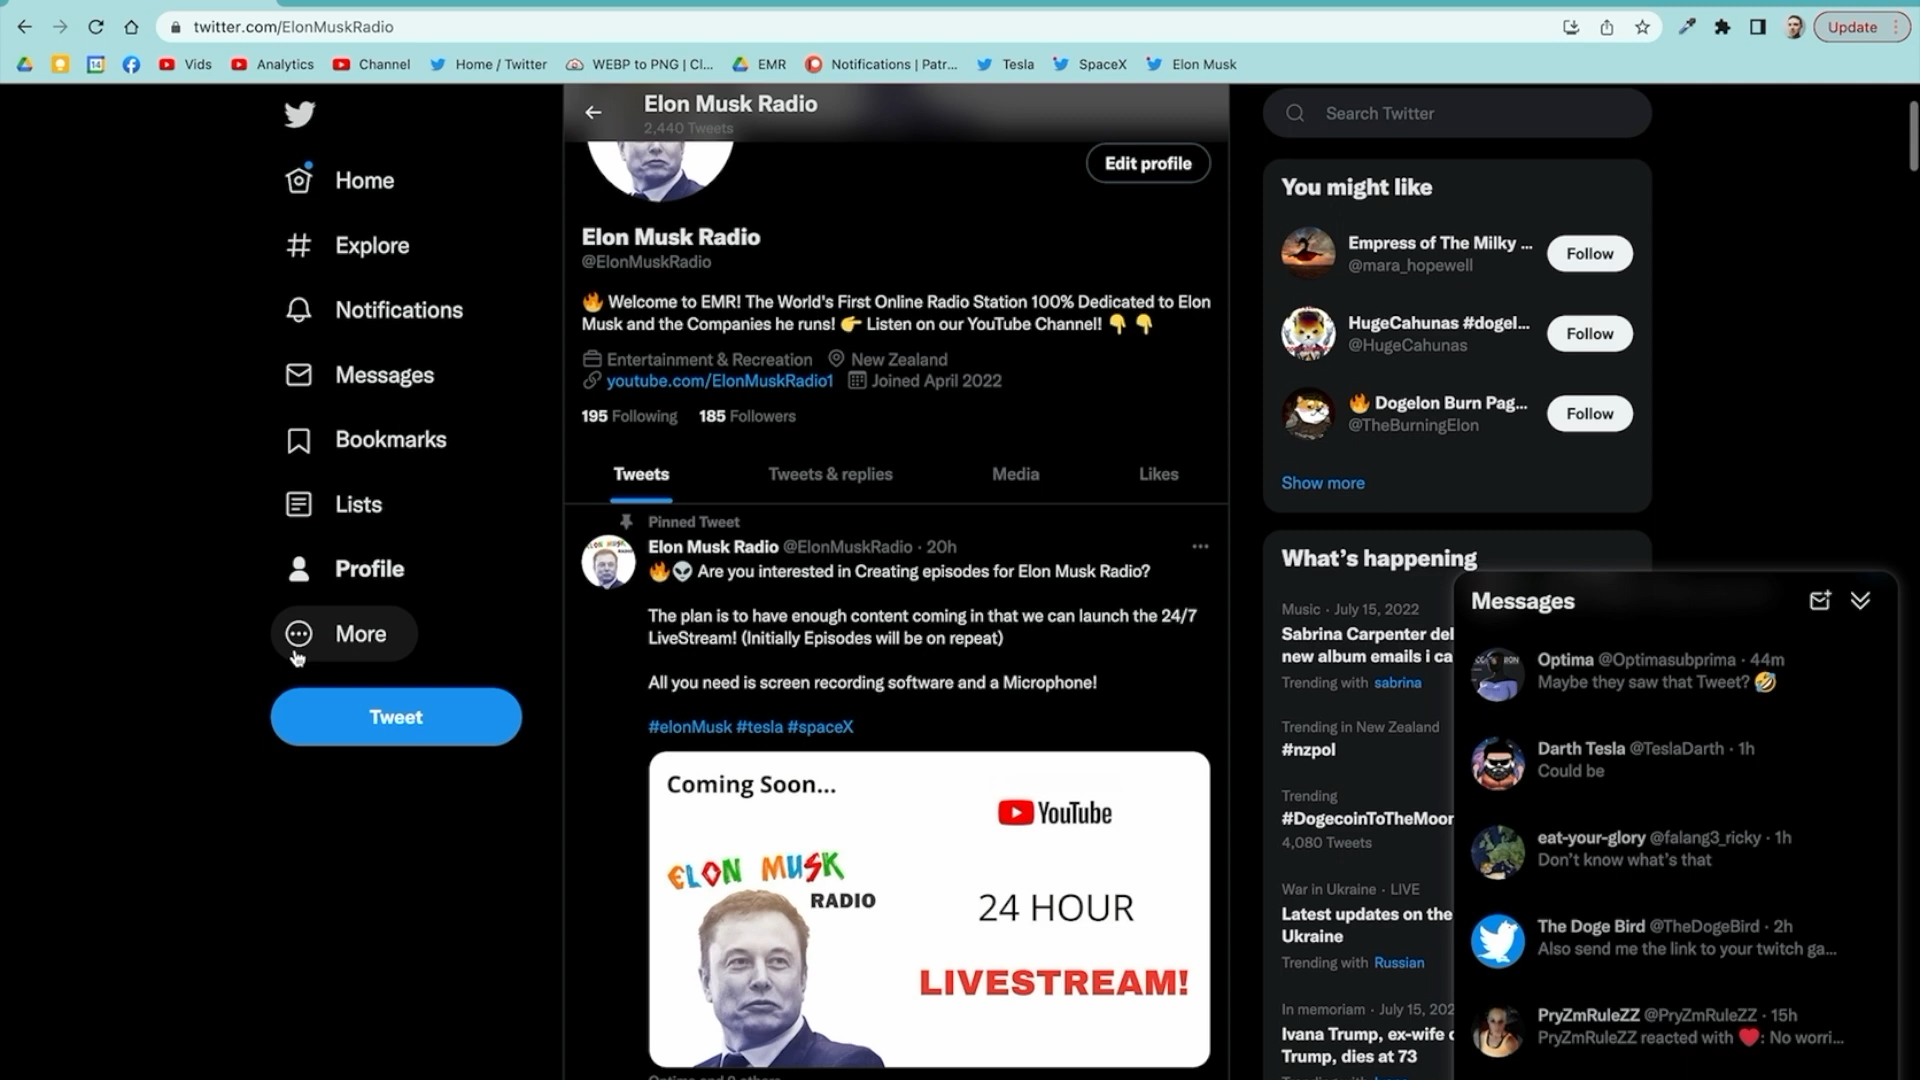 twitter.com/ElonMuskRadio
Update
14
Vids
Analytics
Channel
Home / Twitter
WEBP to PNG | Cl...
EMR
Notifications | Patr...
Tesla
SpaceX
Elon Musk
Home
Explore
Notifications
Messages
Bookmarks
Lists
Profile
More
Tweet
Elon Musk Radio
2,440 Tweets
Edit profile
Elon Musk Radio
@ElonMuskRadio
🔥 Welcome to EMR! The World's First Online Radio Station 100% Dedicated to Elon
Musk and the Companies he runs! 👉 Listen on our YouTube Channel! 👇 👇
Entertainment & Recreation New Zealand
youtube.com/ElonMuskRadio1 Joined April 2022
195 Following 185 Followers
Tweets
Tweets & replies
Media
Likes
Pinned Tweet
Elon Musk Radio @ElonMuskRadio · 20h
🔥👽 Are you interested in Creating episodes for Elon Musk Radio?
The plan is to have enough content coming in that we can launch the 24/7
LiveStream! (Initially Episodes will be on repeat)
All you need is screen recording software and a Microphone!
#elonMusk #tesla #spaceX
Coming Soon...
YouTube
ELON MUSK
RADIO
24 HOUR
LIVESTREAM!
Search Twitter
You might like
Empress of The Milky ...
@mara_hopewell
Follow
HugeCahunas #dogel...
@HugeCahunas
Follow
🔥 Dogelon Burn Pag...
@TheBurningElon
Follow
Show more
What's happening
Music · July 15, 2022
Sabrina Carpenter del
new album emails i ca
Trending with sabrina
Trending in New Zealand
#nzpol
Trending
#DogecoinToTheMoon
4,080 Tweets
War in Ukraine · LIVE
Latest updates on the
Ukraine
Trending with Russian
In memoriam · July 15, 202
Ivana Trump, ex-wife
Trump, dies at 73
Messages
Optima @Optimasubprima · 44m
Maybe they saw that Tweet? 🤣
Darth Tesla @TeslaDarth · 1h
Could be
eat-your-glory @falang3_ricky · 1h
Don't know what's that
The Doge Bird @TheDogeBird · 2h
Also send me the link to your twitch ga...
PryZmRuleZZ @PryZmRuleZZ · 15h
PryZmRuleZZ reacted with ❤️: No worri...